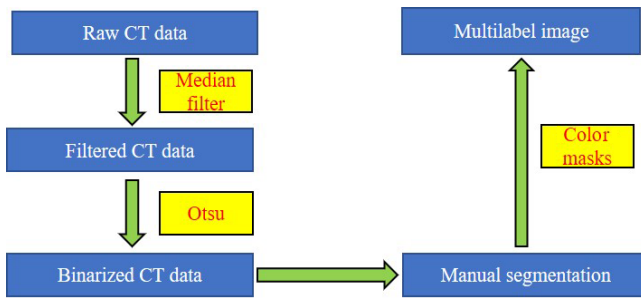 Raw CT data
Median
filter
Filtered CT data
Otsu
Binarized CT data
Manual segmentation
Color
masks
Multilabel image